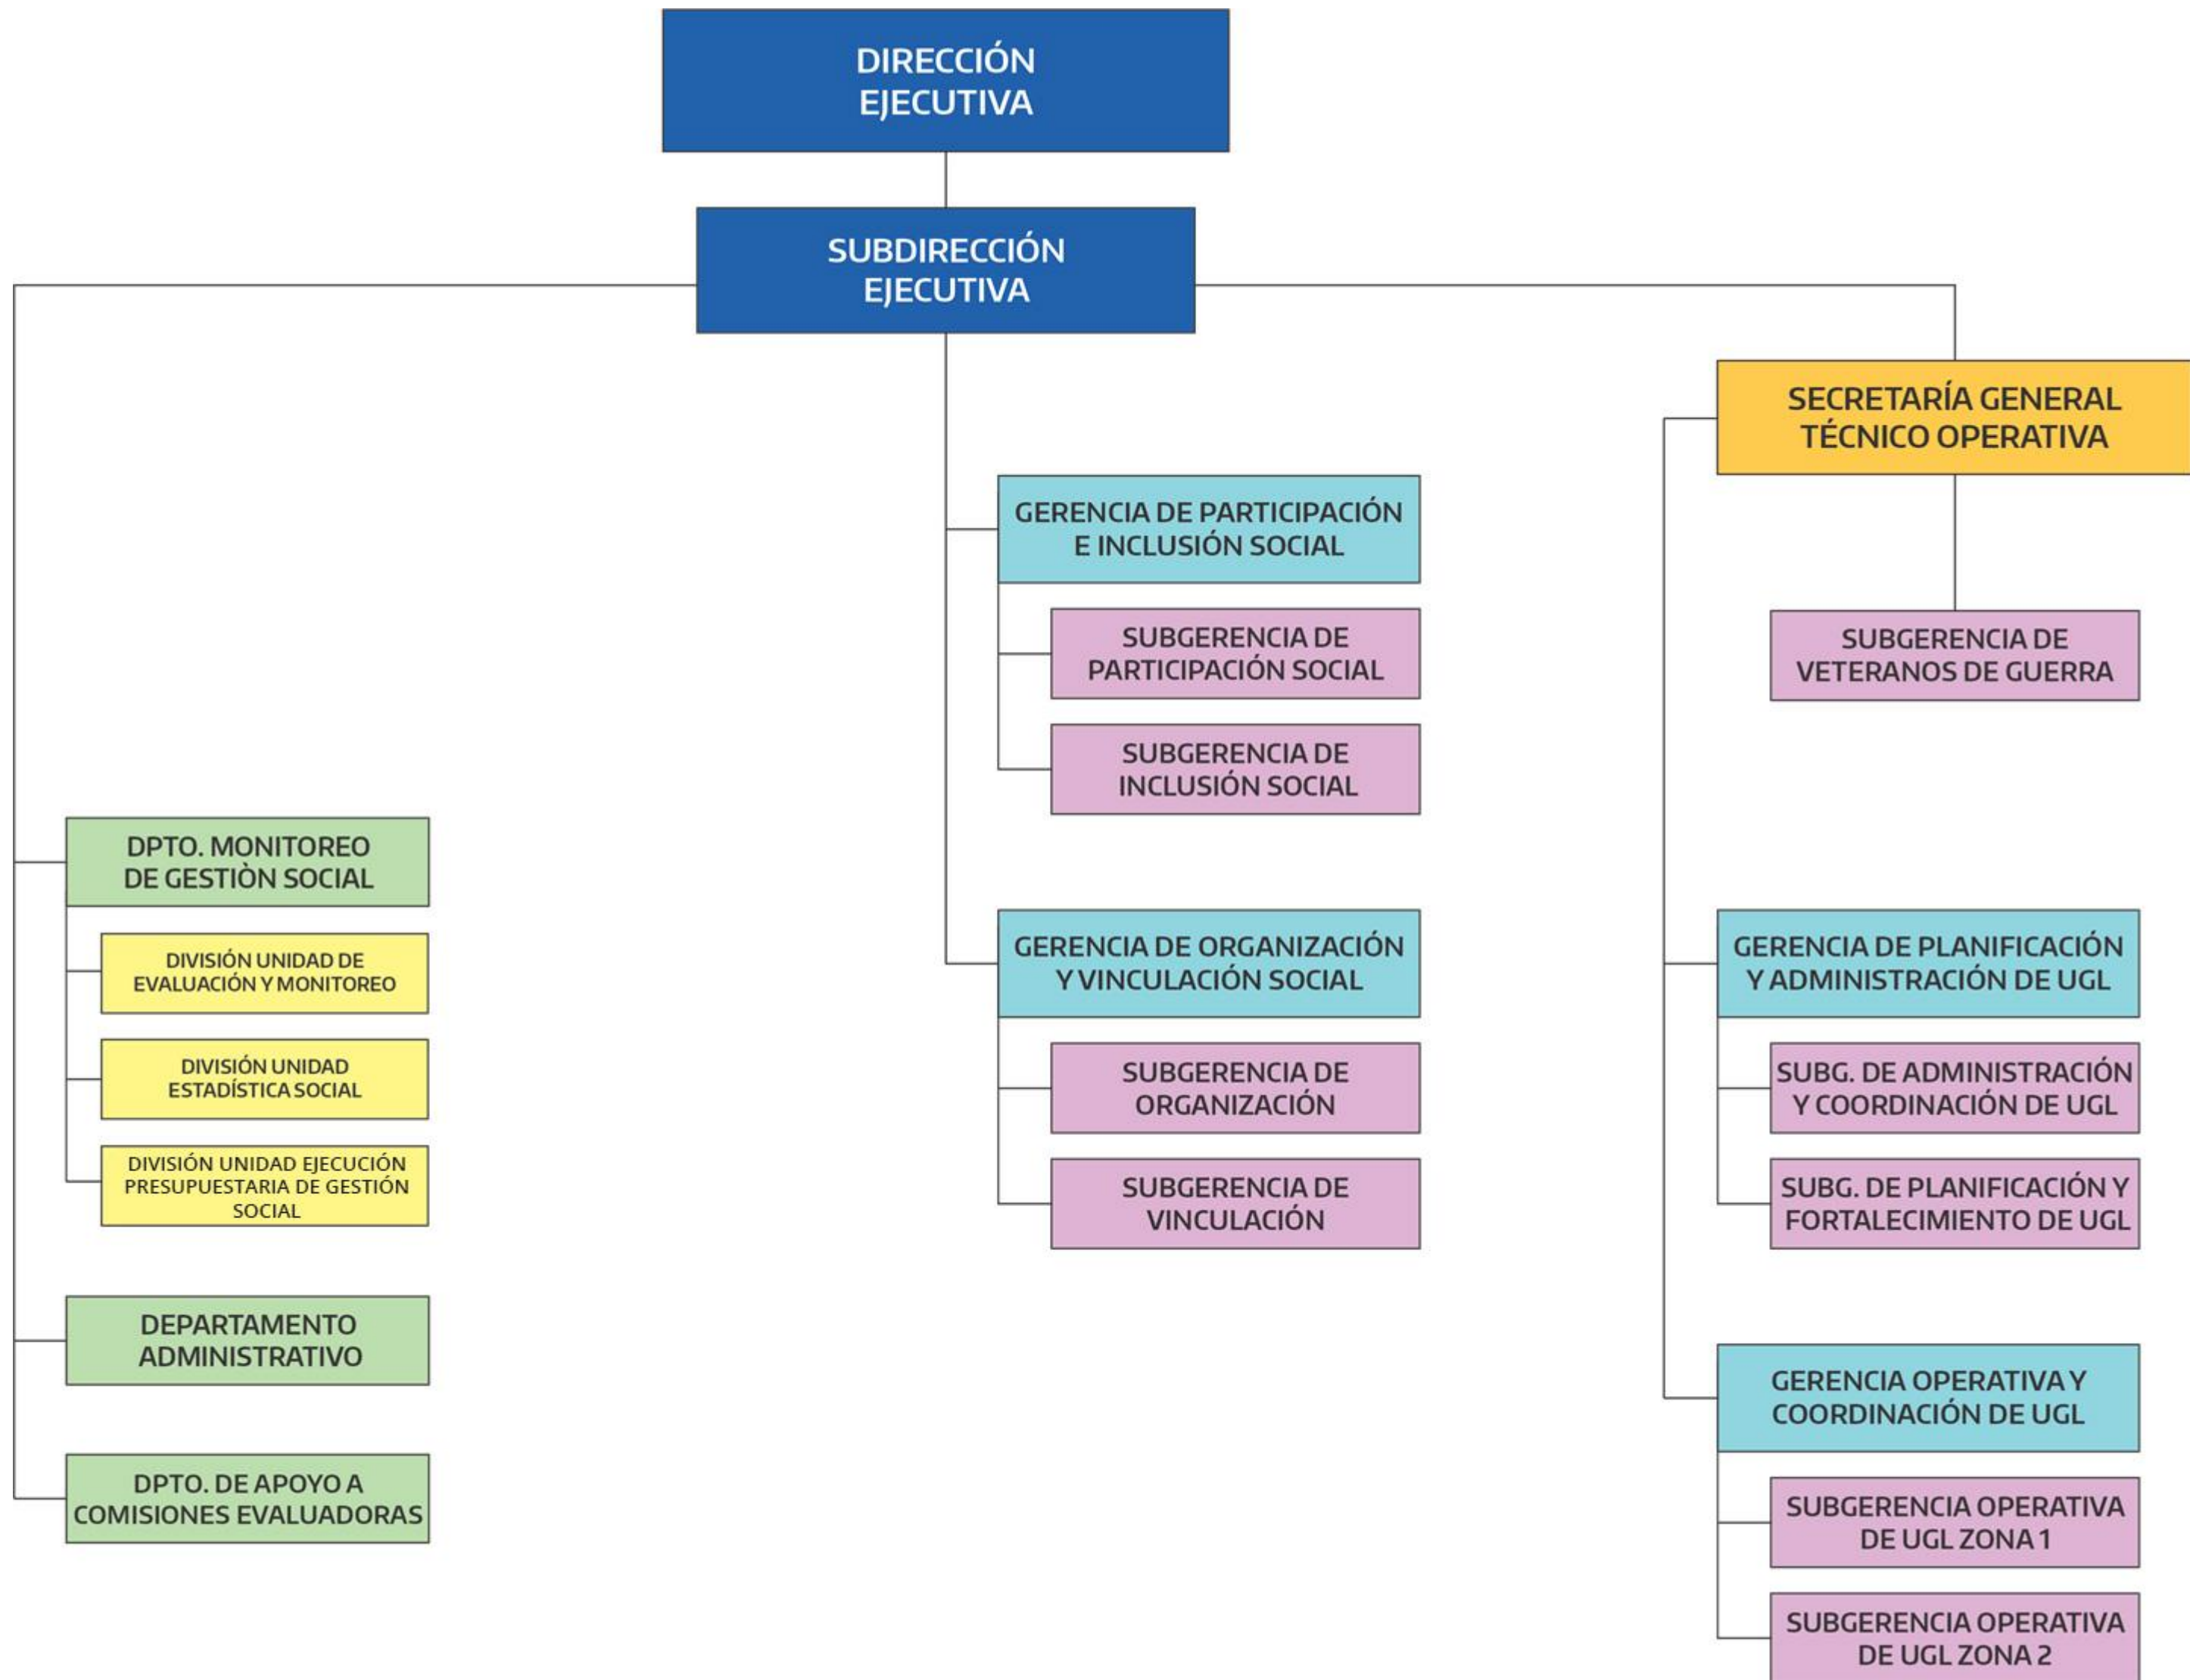 DIRECCIÓN
EJECUTIVA
SUBDIRECCIÓN
EJECUTIVA
DPTO. MONITOREO
DE GESTIÒN SOCIAL
DIVISIÓN UNIDAD DE
EVALUACIÓN Y MONITOREO
DIVISIÓN UNIDAD
ESTADÍSTICA SOCIAL
DIVISIÓN UNIDAD EJECUCIÓN
PRESUPUESTARIA DE GESTIÓN
SOCIAL
DEPARTAMENTO
ADMINISTRATIVO
DPTO. DE APOYO A
COMISIONES EVALUADORAS
GERENCIA DE PARTICIPACIÓN
E INCLUSIÓN SOCIAL
SUBGERENCIA DE
PARTICIPACIÓN SOCIAL
SUBGERENCIA DE
INCLUSIÓN SOCIAL
GERENCIA DE ORGANIZACIÓN
Y VINCULACIÓN SOCIAL
SUBGERENCIA DE
ORGANIZACIÓN
SUBGERENCIA DE
VINCULACIÓN
SECRETARÍA GENERAL
TÉCNICO OPERATIVA
SUBGERENCIA DE
VETERANOS DE GUERRA
GERENCIA DE PLANIFICACIÓN
Y ADMINISTRACIÓN DE UGL
SUBG. DE ADMINISTRACIÓN
Y COORDINACIÓN DE UGL
SUBG. DE PLANIFICACIÓN Y
FORTALECIMIENTO DE UGL
GERENCIA OPERATIVA Y
COORDINACIÓN DE UGL
SUBGERENCIA OPERATIVA
DE UGL ZONA 1
SUBGERENCIA OPERATIVA
DE UGL ZONA 2